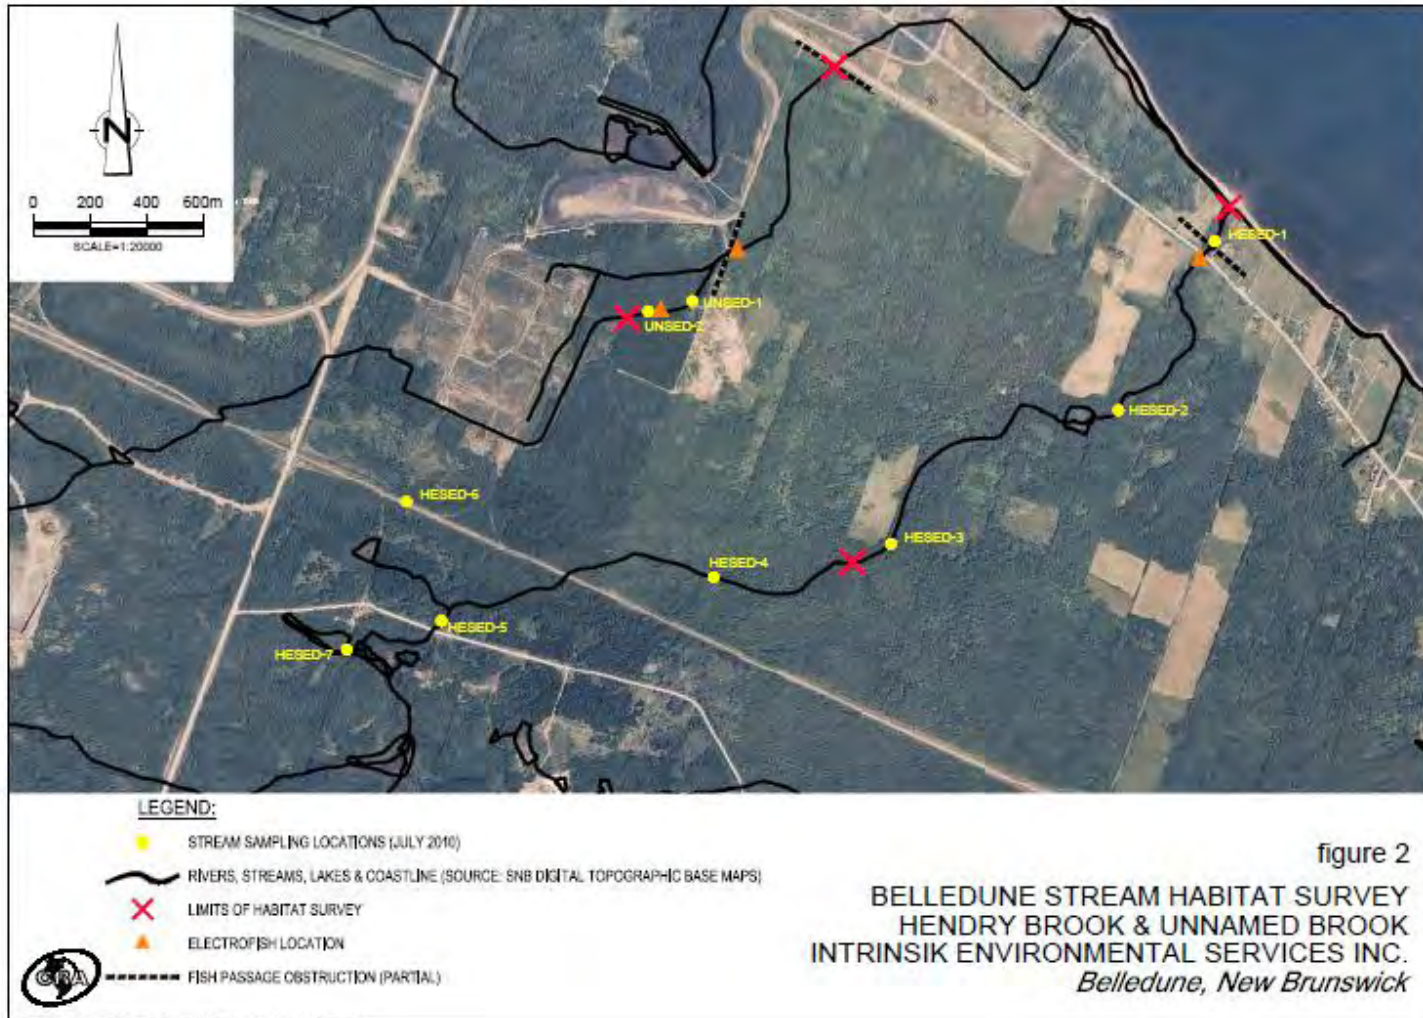 N
0 200 400 600m
SCALE=1:20000
HESED-1
UNSED-1
UNSED-2
HESED-2
HESED-6
HESED-3
HESED-4
HESED-5
HESED-7
LEGEND:
STREAM SAMPLING LOCATIONS (JULY 2010)
RIVERS, STREAMS, LAKES & COASTLINE (SOURCE: SNB DIGITAL TOPOGRAPHIC BASE MAPS)
LIMITS OF HABITAT SURVEY
ELECTROFISH LOCATION
FISH PASSAGE OBSTRUCTION (PARTIAL)
CRA
figure 2
BELLEDUNE STREAM HABITAT SURVEY
HENDRY BROOK & UNNAMED BROOK
INTRINSIK ENVIRONMENTAL SERVICES INC.
Belledune, New Brunswick